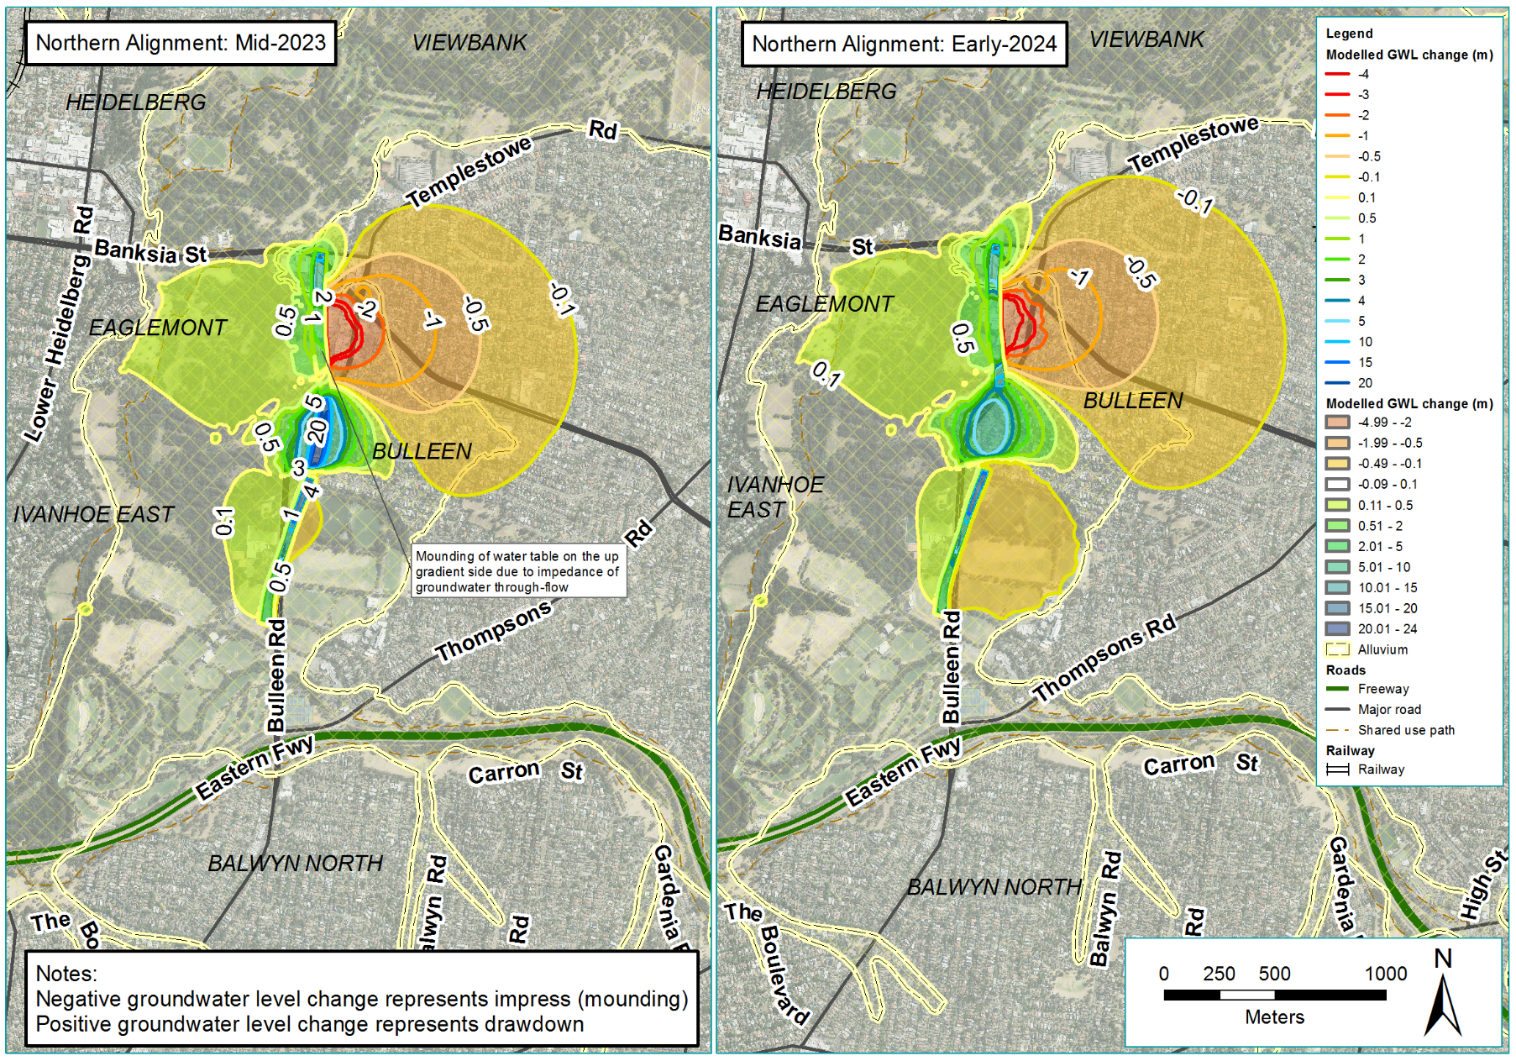 Northern Alignment: Mid-2023
VIEWBANK
HEIDELBERG
Rd
Templestowe
Lower Heidelberg Rd
Banksia St
EAGLEMONT
0.5
2
1
-2
-1
-0.5
-0.1
5
20
0.5
3
BULLEEN
4
1
0.1
IVANHOE EAST
0.5
Rd
Mounding of water table on the up
gradient side due to impedance of
groundwater through-flow
Thompsons
Bulleen Rd
Eastern Fwy
Carron St
BALWYN NORTH
alwyn Rd
Rd
Gardenia
The
Bo
Notes:
Negative groundwater level change represents impress (mounding)
Positive groundwater level change represents drawdown
Northern Alignment: Early-2024
VIEWBANK
HEIDELBERG
Templestowe
-0.1
Banksia St
-0.5
-1
EAGLEMONT
0.5
0.1
BULLEEN
IVANHOE
EAST
Bulleen Rd
Thompsons Rd
Eastern Fwy
Carron St
BALWYN NORTH
Balwyn Rd
Rd
Gardenia
High St
The Boulevard
Legend
Modelled GWL change (m)
-4
-3
-2
-1
-0.5
-0.1
0.1
0.5
1
2
3
4
5
10
15
20
Modelled GWL change (m)
-4.99 - -2
-1.99 - -0.5
-0.49 - -0.1
-0.09 - 0.1
0.11 - 0.5
0.51 - 2
2.01 - 5
5.01 - 10
10.01 - 15
15.01 - 20
20.01 - 24
Alluvium
Roads
Freeway
Major road
Shared use path
Railway
Railway
0 250 500 1000
Meters
N